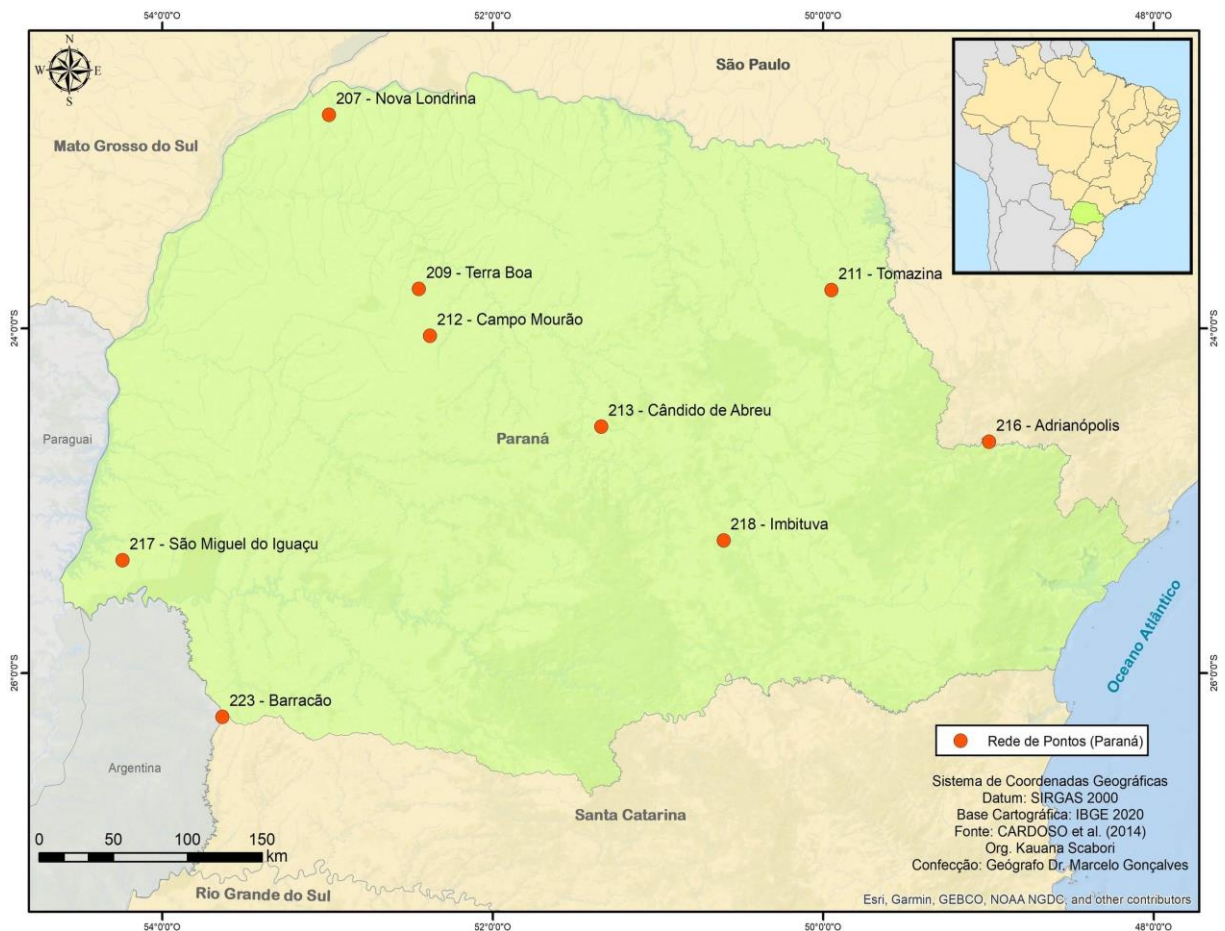 54°0'0"O 52°0'0"O 50°0'0"O 48°0'0"O
N
W E
S
São Paulo
207 - Nova Londrina
Mato Grosso do Sul
209 - Terra Boa
211 - Tomazina
212 - Campo Mourão
24°0'0"S 24°0'0"S
213 - Cândido de Abreu
216 - Adrianópolis
Paraguai
Paraná
218 - Imbituva
217 - São Miguel do Iguaçu
Oceano Atlântico
26°0'0"S 26°0'0"S
223 - Barracão
Rede de Pontos (Paraná)
Argentina
Santa Catarina
Sistema de Coordenadas Geográficas
Datum: SIRGAS 2000
Base Cartográfica: IBGE 2020
Fonte: CARDOSO et al. (2014)
Org. Kauana Scabori
Confecção: Geógrafo Dr. Marcelo Gonçalves
0 50 100 150
km
Rio Grande do Sul
Esri, Garmin, GEBCO, NOAA NGDC, and other contributors
54°0'0"O 52°0'0"O 50°0'0"O 48°0'0"O